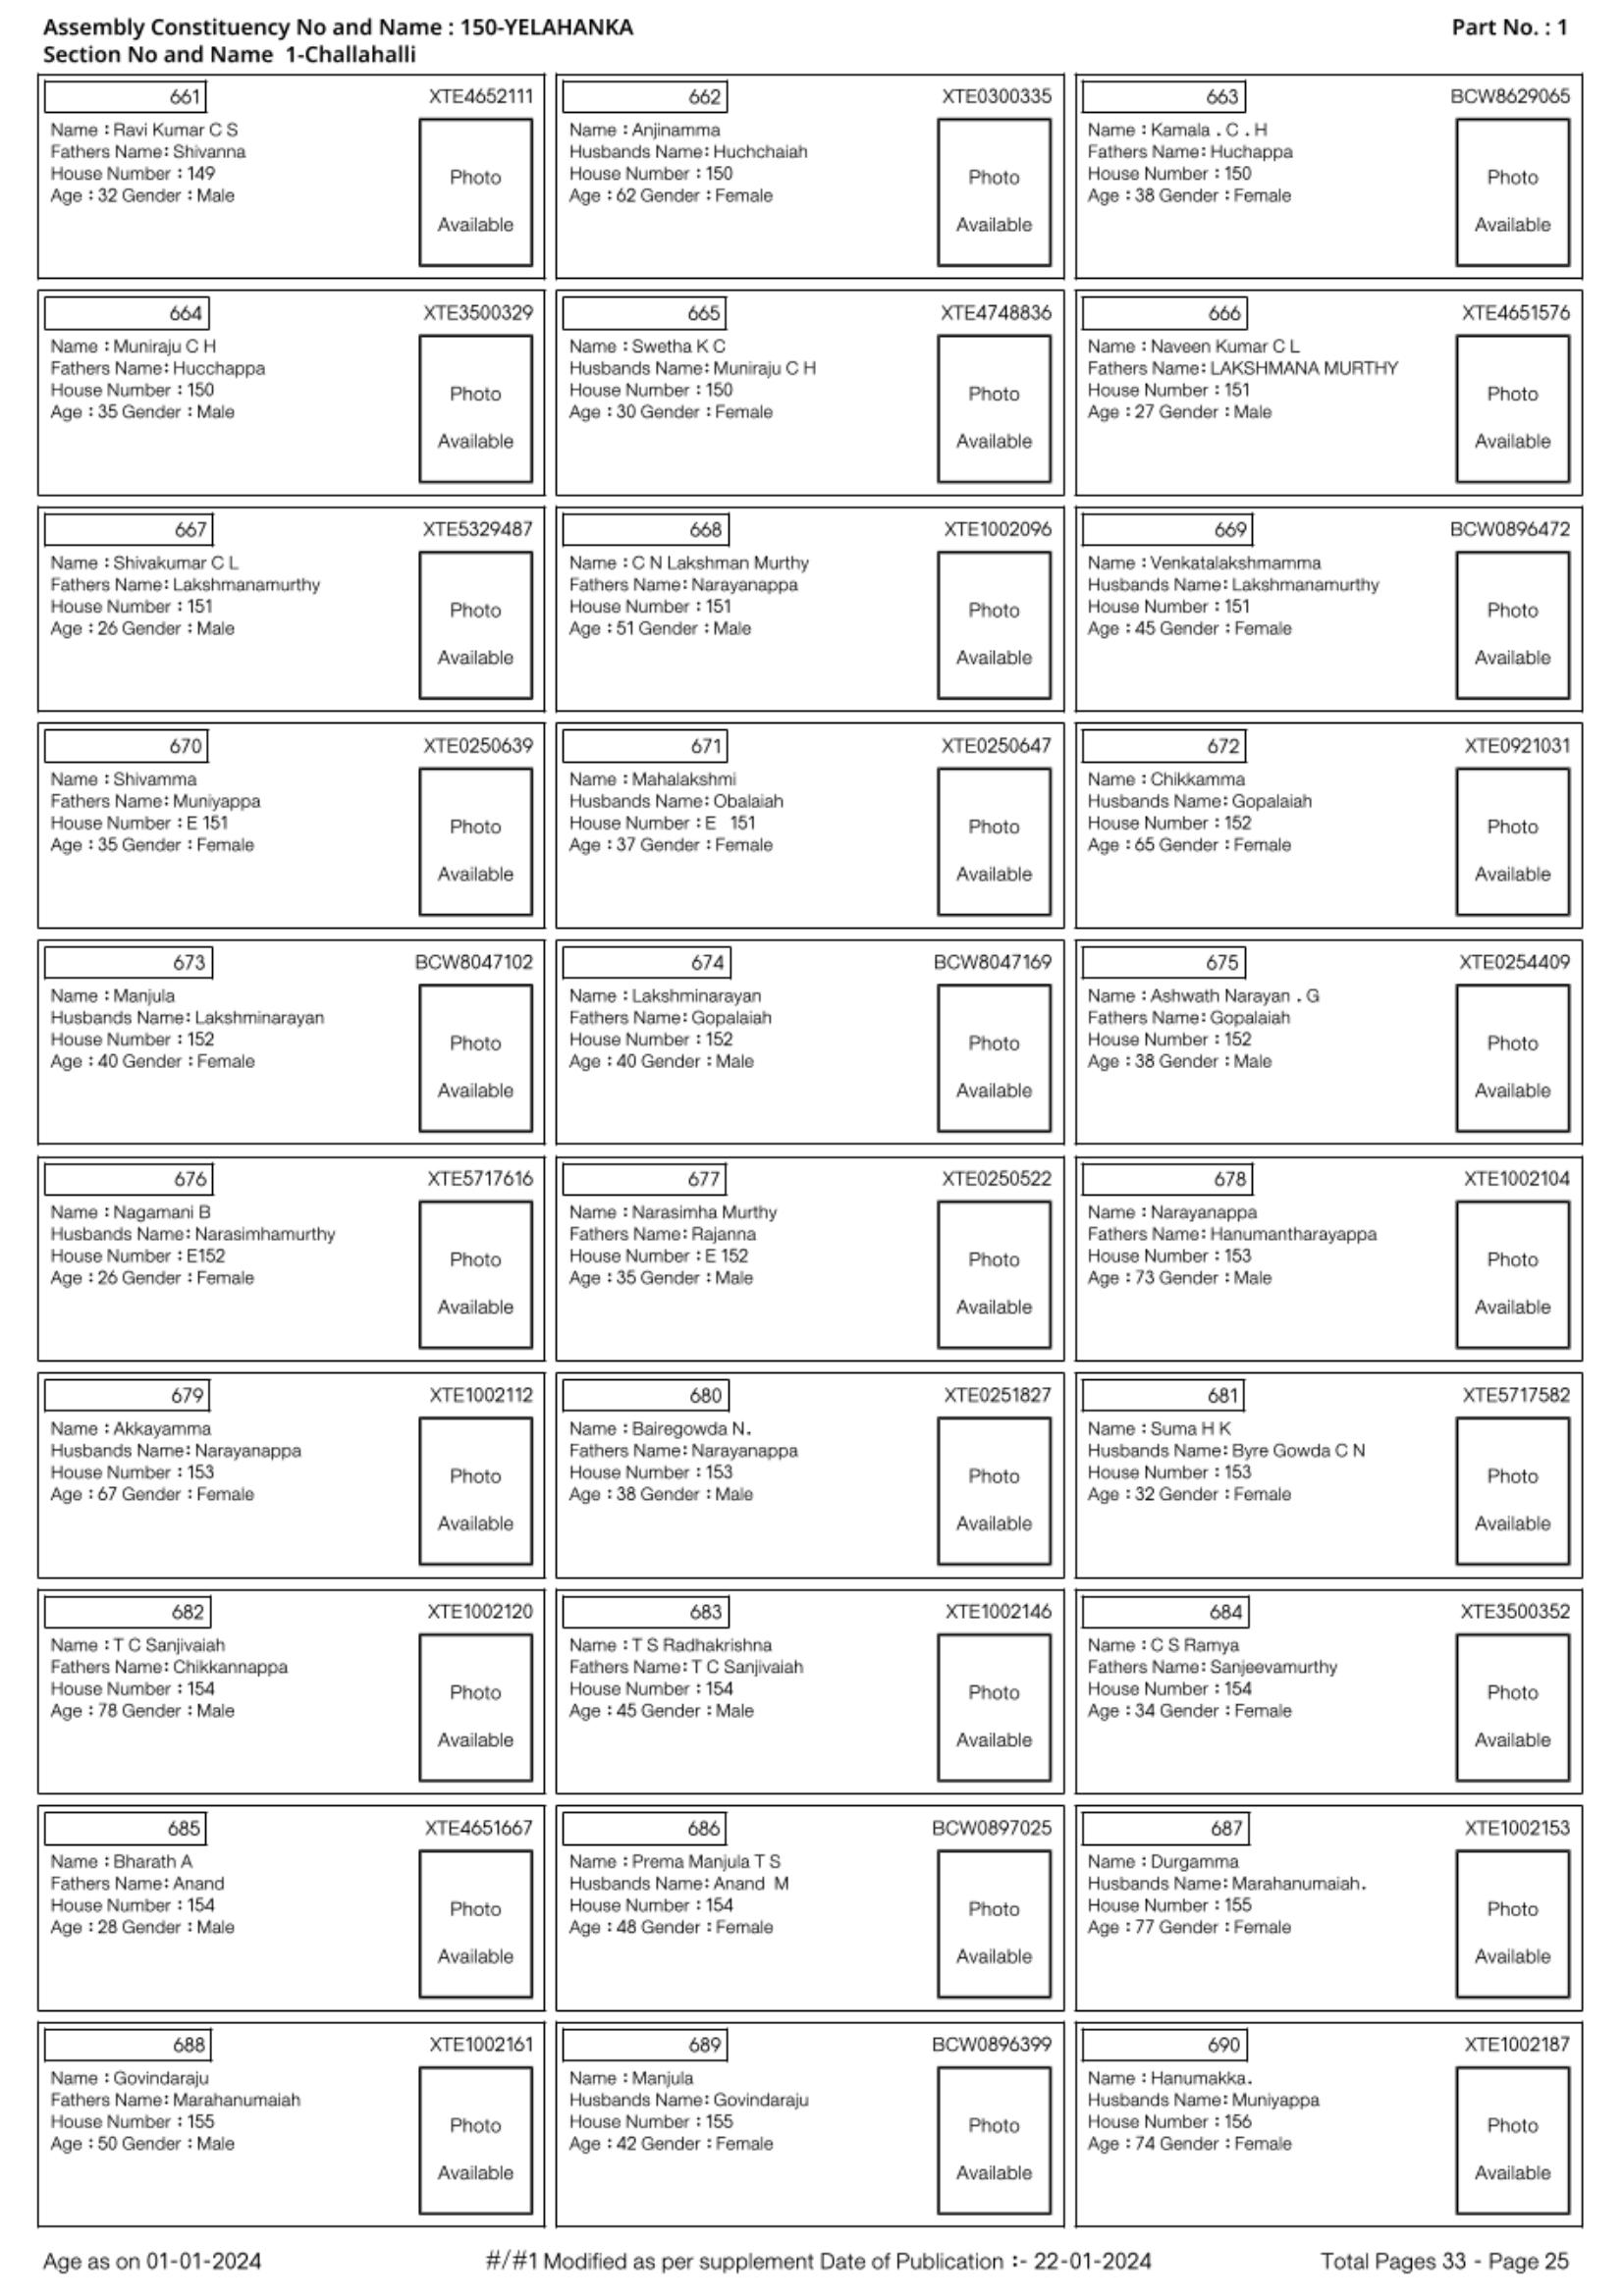 Assembly Constituency No and Name : 150-YELAHANKA
Part No. : 1
Section No and Name 1-Challahalli
661
XTE4652111
Name : Ravi Kumar C S
Fathers Name: Shivanna
House Number : 149
Age : 32 Gender : Male
Photo
Available
662
XTE0300335
Name : Anjinamma
Husbands Name: Huchchaiah
House Number : 150
Age : 62 Gender : Female
Photo
Available
663
BCW8629065
Name : Kamala . C . H
Fathers Name: Huchappa
House Number : 150
Age : 38 Gender : Female
Photo
Available
664
XTE3500329
Name : Muniraju C H
Fathers Name: Hucchappa
House Number : 150
Age : 35 Gender : Male
Photo
Available
665
XTE4748836
Name : Swetha K C
Husbands Name: Muniraju C H
House Number : 150
Age : 30 Gender : Female
Photo
Available
666
XTE4651576
Name : Naveen Kumar C L
Fathers Name: LAKSHMANA MURTHY
House Number : 151
Age : 27 Gender : Male
Photo
Available
667
XTE5329487
Name : Shivakumar C L
Fathers Name: Lakshmanamurthy
House Number : 151
Age : 26 Gender : Male
Photo
Available
668
XTE1002096
Name : C N Lakshman Murthy
Fathers Name: Narayanappa
House Number : 151
Age : 51 Gender : Male
Photo
Available
669
BCW0896472
Name : Venkatalakshmamma
Husbands Name: Lakshmanamurthy
House Number : 151
Age : 45 Gender : Female
Photo
Available
670
XTE0250639
Name : Shivamma
Fathers Name: Muniyappa
House Number : E 151
Age : 35 Gender : Female
Photo
Available
671
XTE0250647
Name : Mahalakshmi
Husbands Name: Obalaiah
House Number : E 151
Age : 37 Gender : Female
Photo
Available
672
XTE0921031
Name : Chikkamma
Husbands Name: Gopalaiah
House Number : 152
Age : 65 Gender : Female
Photo
Available
673
BCW8047102
Name : Manjula
Husbands Name: Lakshminarayan
House Number : 152
Age : 40 Gender : Female
Photo
Available
674
BCW8047169
Name : Lakshminarayan
Fathers Name: Gopalaiah
House Number : 152
Age : 40 Gender : Male
Photo
Available
675
XTE0254409
Name : Ashwath Narayan . G
Fathers Name: Gopalaiah
House Number : 152
Age : 38 Gender : Male
Photo
Available
676
XTE5717616
Name : Nagamani B
Husbands Name: Narasimhamurthy
House Number : E152
Age : 26 Gender : Female
Photo
Available
677
XTE0250522
Name : Narasimha Murthy
Fathers Name: Rajanna
House Number : E 152
Age : 35 Gender : Male
Photo
Available
678
XTE1002104
Name : Narayanappa
Fathers Name: Hanumantharayappa
House Number : 153
Age : 73 Gender : Male
Photo
Available
679
XTE1002112
Name : Akkayamma
Husbands Name: Narayanappa
House Number : 153
Age : 67 Gender : Female
Photo
Available
680
XTE0251827
Name : Bairegowda N.
Fathers Name: Narayanappa
House Number : 153
Age : 38 Gender : Male
Photo
Available
681
XTE5717582
Name : Suma H K
Husbands Name: Byre Gowda C N
House Number : 153
Age : 32 Gender : Female
Photo
Available
682
XTE1002120
Name : T C Sanjivaiah
Fathers Name: Chikkannappa
House Number : 154
Age : 78 Gender : Male
Photo
Available
683
XTE1002146
Name : T S Radhakrishna
Fathers Name: T C Sanjivaiah
House Number : 154
Age : 45 Gender : Male
Photo
Available
684
XTE3500352
Name : C S Ramya
Fathers Name: Sanjeevamurthy
House Number : 154
Age : 34 Gender : Female
Photo
Available
685
XTE4651667
Name : Bharath A
Fathers Name: Anand
House Number : 154
Age : 28 Gender : Male
Photo
Available
686
BCW0897025
Name : Prema Manjula T S
Husbands Name: Anand M
House Number : 154
Age : 48 Gender : Female
Photo
Available
687
XTE1002153
Name : Durgamma
Husbands Name: Marahanumaiah.
House Number : 155
Age : 77 Gender : Female
Photo
Available
688
XTE1002161
Name : Govindaraju
Fathers Name: Marahanumaiah
House Number : 155
Age : 50 Gender : Male
Photo
Available
689
BCW0896399
Name : Manjula
Husbands Name: Govindaraju
House Number : 155
Age : 42 Gender : Female
Photo
Available
690
XTE1002187
Name : Hanumakka.
Husbands Name: Muniyappa
House Number : 156
Age : 74 Gender : Female
Photo
Available
Age as on 01-01-2024
#/#1 Modified as per supplement Date of Publication :- 22-01-2024
Total Pages 33 - Page 25